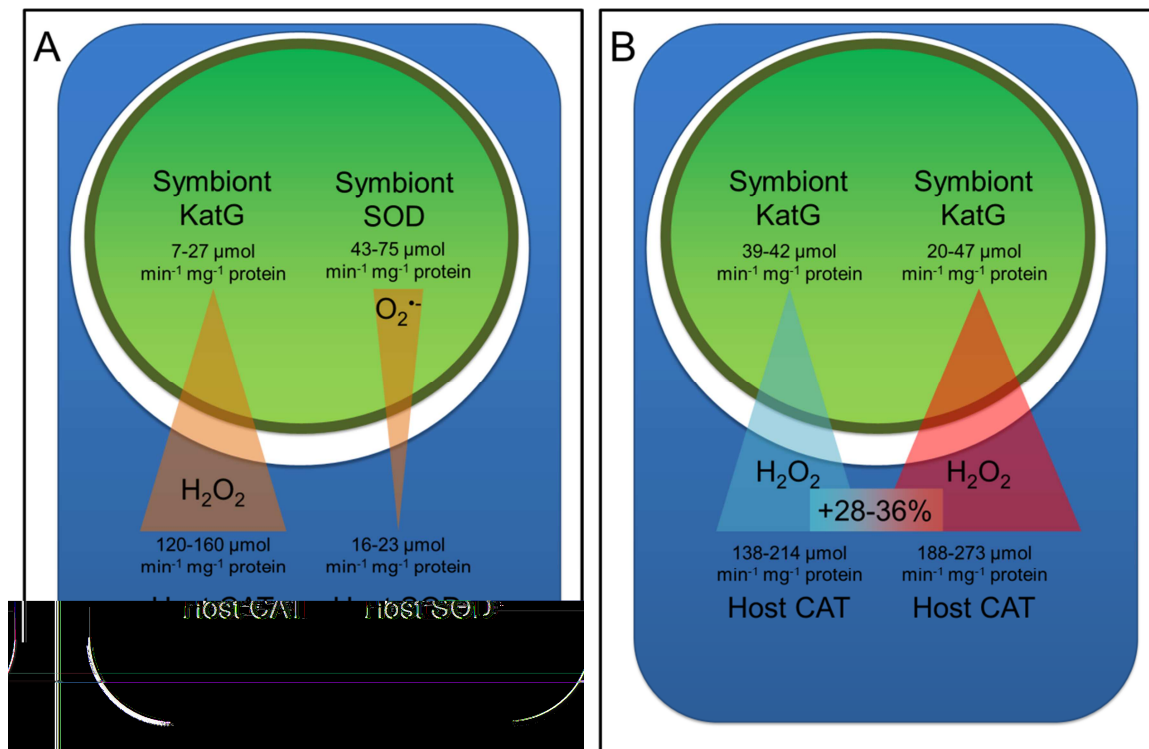 A
Symbiont
KatG
7-27 µmol
min⁻¹ mg⁻¹ protein
Symbiont
SOD
43-75 µmol
min⁻¹ mg⁻¹ protein
O₂•-
H₂O₂
120-160 µmol
min⁻¹ mg⁻¹ protein
Host CAT
16-23 µmol
min⁻¹ mg⁻¹ protein
Host SOD
B
Symbiont
KatG
39-42 µmol
min⁻¹ mg⁻¹ protein
Symbiont
KatG
20-47 µmol
min⁻¹ mg⁻¹ protein
H₂O₂
H₂O₂
+28-36%
138-214 µmol
min⁻¹ mg⁻¹ protein
Host CAT
188-273 µmol
min⁻¹ mg⁻¹ protein
Host CAT